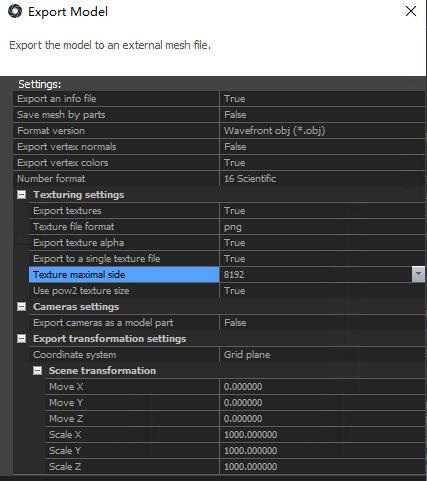 Export Model
Export the model to an external mesh file.
Settings:
Export an info file True
Save mesh by parts False
Format version Wavefront obj (*.obj)
Export vertex normals False
Export vertex colors True
Number format 16 Scientific
Texturing settings
Export textures True
Texture file format png
Export texture alpha True
Export to a single texture file True
Texture maximal side 8192
Use pow2 texture size True
Cameras settings
Export cameras as a model part False
Export transformation settings
Coordinate system Grid plane
Scene transformation
Move X 0.000000
Move Y 0.000000
Move Z 0.000000
Scale X 1000.000000
Scale Y 1000.000000
Scale Z 1000.000000